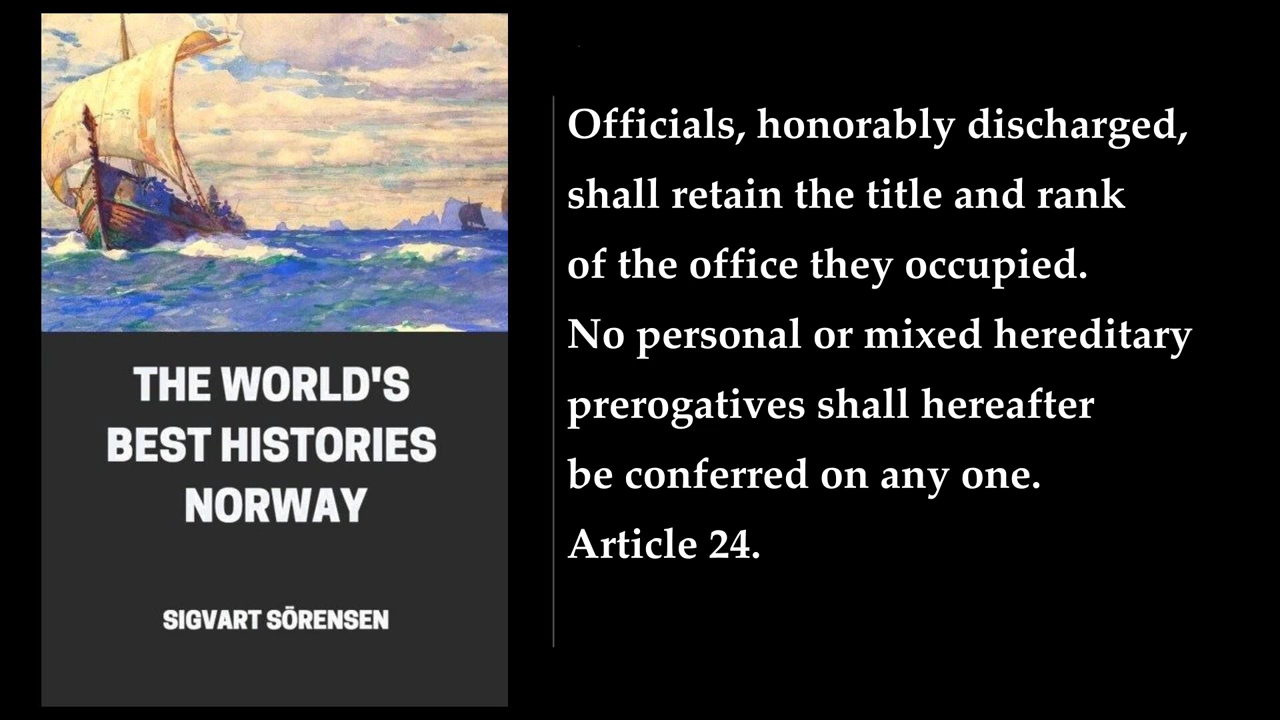 THE WORLD'S
BEST HISTORIES
NORWAY
SIGVART SÖRENSEN
Officials, honorably discharged,
shall retain the title and rank
of the office they occupied.
No personal or mixed hereditary
prerogatives shall hereafter
be conferred on any one.
Article 24.